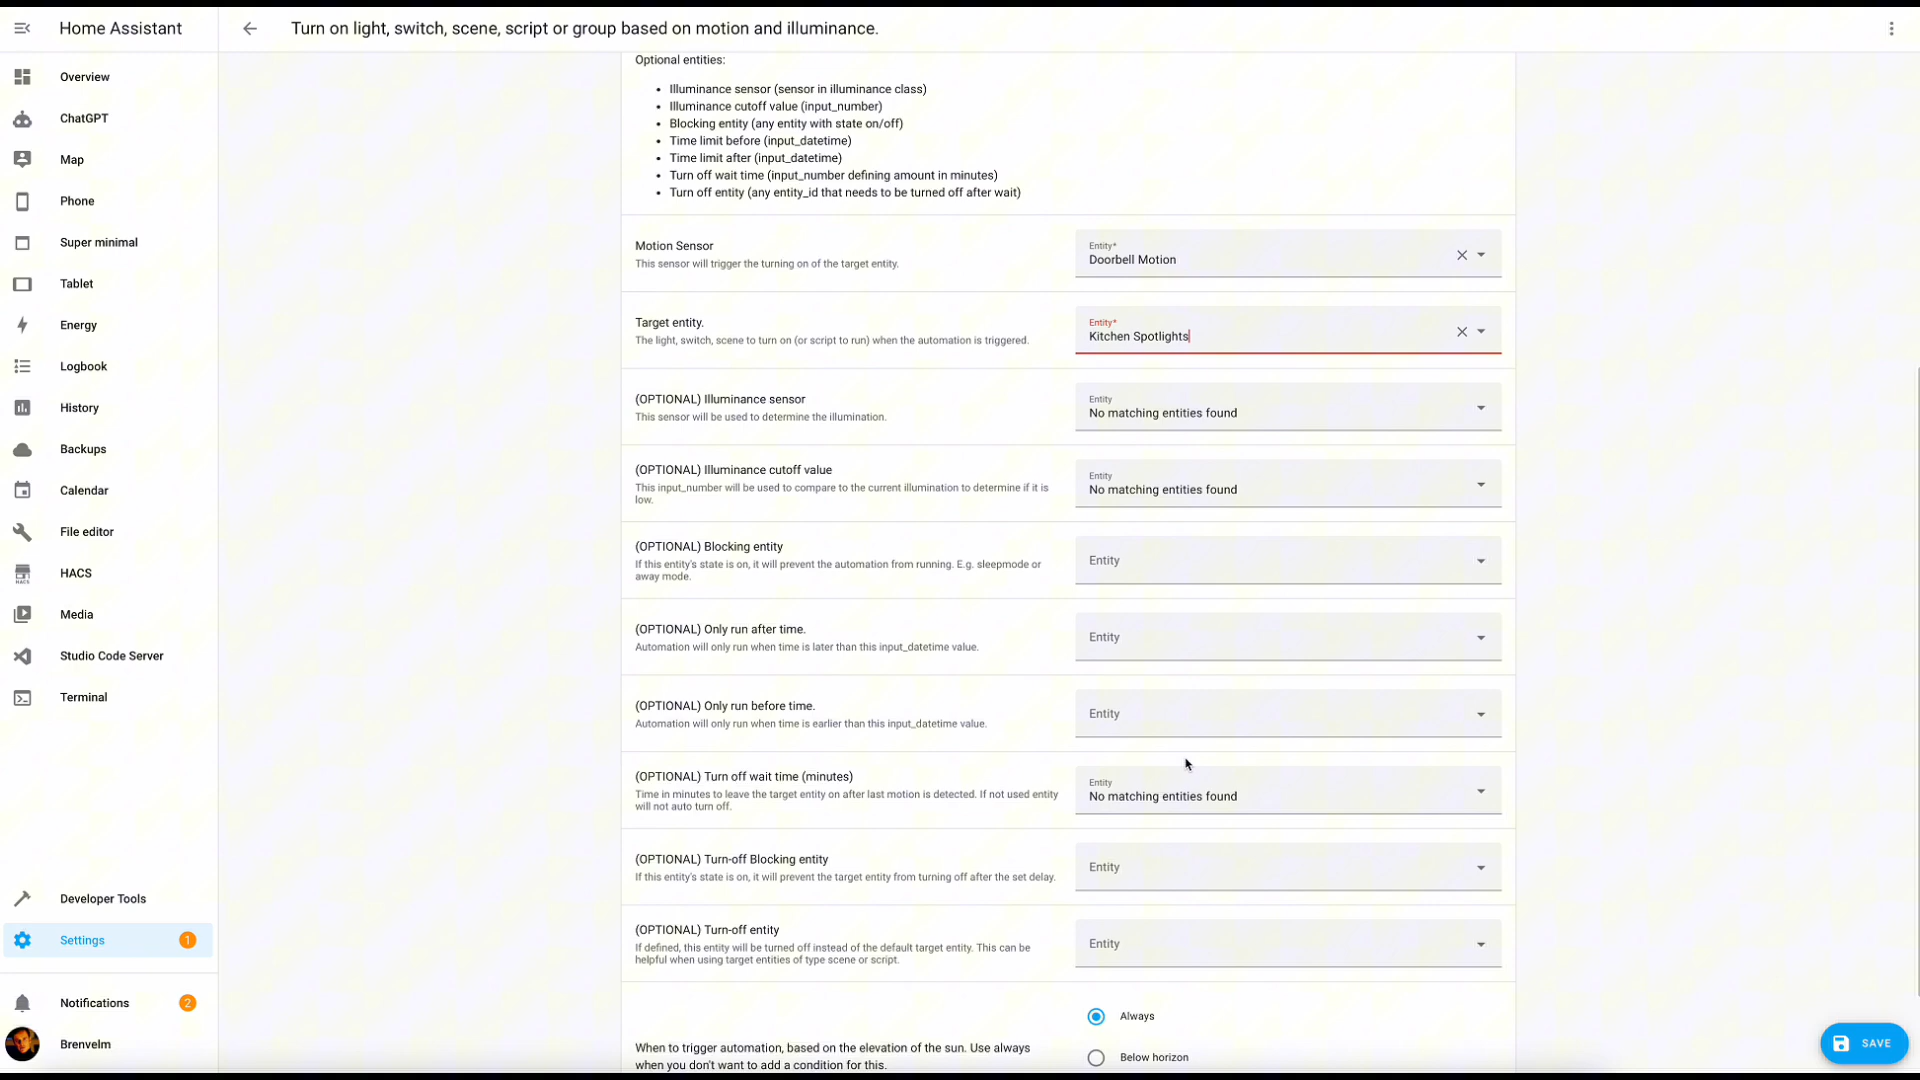 Home Assistant
Turn on light, switch, scene, script or group based on motion and illuminance.
Overview
ChatGPT
Map
Phone
Super minimal
Tablet
Energy
Logbook
History
Backups
Calendar
File editor
HACS
HACS
Media
Studio Code Server
Terminal
Developer Tools
Settings
1
Notifications
2
Brenvelm
Optional entities:
• Illuminance sensor (sensor in illuminance class)
• Illuminance cutoff value (input_number)
• Blocking entity (any entity with state on/off)
• Time limit before (input_datetime)
• Time limit after (input_datetime)
• Turn off wait time (input_number defining amount in minutes)
• Turn off entity (any entity_id that needs to be turned off after wait)
Motion Sensor
This sensor will trigger the turning on of the target entity.
Entity*
Doorbell Motion
Target entity.
The light, switch, scene to turn on (or script to run) when the automation is triggered.
Entity*
Kitchen Spotlights
(OPTIONAL) Illuminance sensor
This sensor will be used to determine the illumination.
Entity
No matching entities found
(OPTIONAL) Illuminance cutoff value
This input_number will be used to compare to the current illumination to determine if it is
low.
Entity
No matching entities found
(OPTIONAL) Blocking entity
If this entity's state is on, it will prevent the automation from running. E.g. sleepmode or
away mode.
Entity
(OPTIONAL) Only run after time.
Automation will only run when time is later than this input_datetime value.
Entity
(OPTIONAL) Only run before time.
Automation will only run when time is earlier than this input_datetime value.
Entity
(OPTIONAL) Turn off wait time (minutes)
Time in minutes to leave the target entity on after last motion is detected. If not used entity
will not auto turn off.
Entity
No matching entities found
(OPTIONAL) Turn-off Blocking entity
If this entity's state is on, it will prevent the target entity from turning off after the set delay.
Entity
(OPTIONAL) Turn-off entity
If defined, this entity will be turned off instead of the default target entity. This can be
helpful when using target entities of type scene or script.
Entity
When to trigger automation, based on the elevation of the sun. Use always
when you don't want to add a condition for this.
Always
Below horizon
SAVE